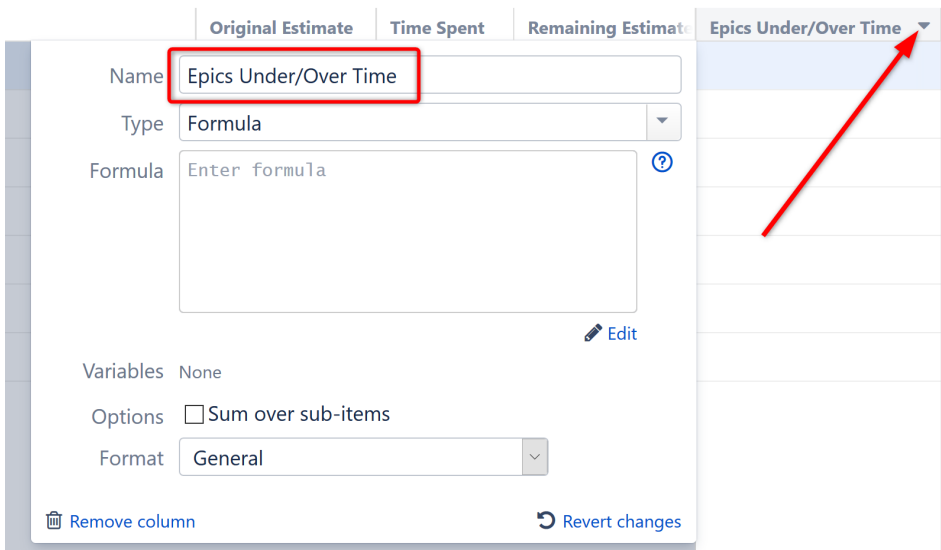 Original Estimate Time Spent Remaining Estimate Epics Under/Over Time
Name Epics Under/Over Time
Type Formula
Formula Enter formula
?
Edit
Variables None
Options Sum over sub-items
Format General
Remove column Revert changes